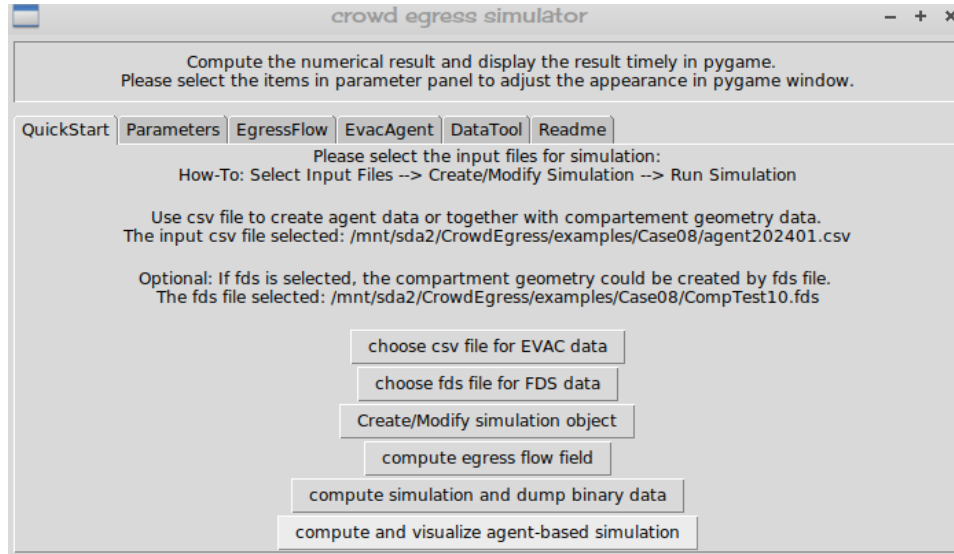 crowd egress simulator
Compute the numerical result and display the result timely in pygame.
Please select the items in parameter panel to adjust the appearance in pygame window.
QuickStart Parameters EgressFlow EvacAgent DataTool Readme
Please select the input files for simulation:
How-To: Select Input Files --> Create/Modify Simulation --> Run Simulation
Use csv file to create agent data or together with compartement geometry data.
The input csv file selected: /mnt/sda2/CrowdEgress/examples/Case08/agent202401.csv
Optional: If fds is selected, the compartment geometry could be created by fds file.
The fds file selected: /mnt/sda2/CrowdEgress/examples/Case08/CompTest10.fds
choose csv file for EVAC data
choose fds file for FDS data
Create/Modify simulation object
compute egress flow field
compute simulation and dump binary data
compute and visualize agent-based simulation